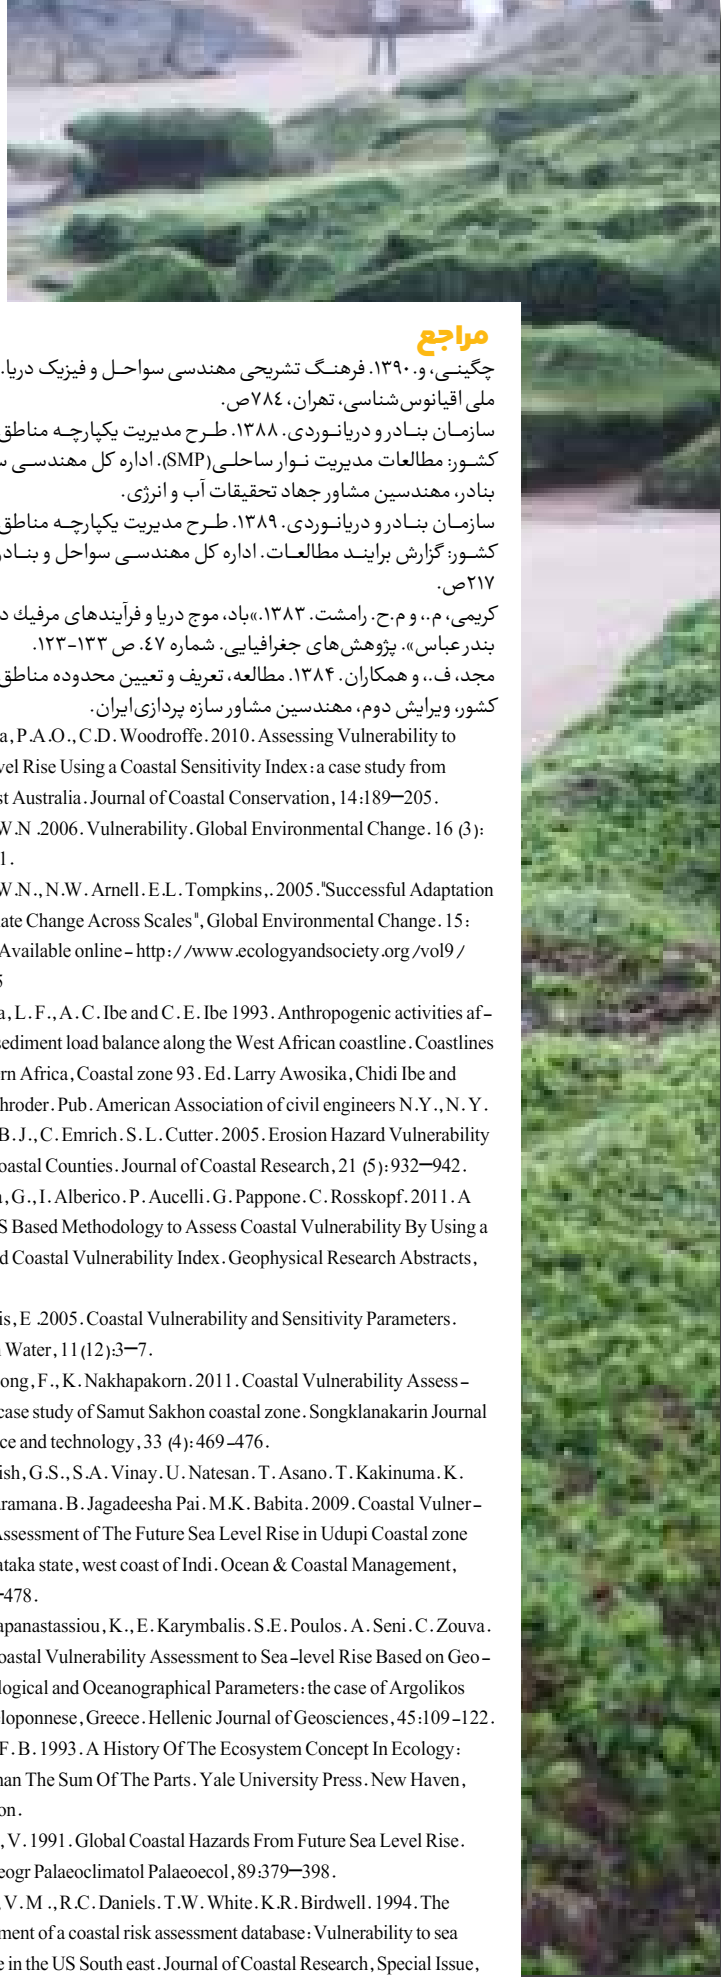 مراجع
چگینی، و. ۱۳۹۰. فرهنگ تشریحی مهندسی سواحل و فیزیک دریا.
ملی اقیانوس‌شناسی، تهران، ۷۸۴ص.
سازمان بنادر و دریانوردی. ۱۳۸۸. طرح مدیریت یکپارچه مناطق
کشور: مطالعات مدیریت نوار ساحلی(SMP). اداره کل مهندسی
بنادر، مهندسین مشاور جهاد تحقیقات آب و انرژی.
سازمان بنادر و دریانوردی. ۱۳۸۹. طرح مدیریت یکپارچه مناطق
کشور: گزارش برایند مطالعات. اداره کل مهندسی سواحل و بنادر
۲۱۷ص.
کریمی، م.، و م.ح. رامشت. ۱۳۸۳.»باد، موج دریا و فرآیندهای مرفیك
بندر عباس». پژوهش‌های جغرافیایی. شماره ۴۷. ص ۱۳۳-۱۲۳.
مجد، ف.، و همکاران. ۱۳۸۴. مطالعه، تعریف و تعیین محدوده مناطق
کشور، ویرایش دوم، مهندسین مشاور سازه پردازی‌ایران.
a, P.A.O., C.D. Woodroffe. 2010. Assessing Vulnerability to
vel Rise Using a Coastal Sensitivity Index: a case study from
st Australia. Journal of Coastal Conservation, 14:189–205.
W.N .2006. Vulnerability. Global Environmental Change. 16 (3):
1.
W.N., N.W. Arnell. E.L. Tompkins,. 2005."Successful Adaptation
ate Change Across Scales", Global Environmental Change. 15:
Available online- http://www.ecologyandsociety.org/vol9/
5
a, L.F., A.C. Ibe and C.E. Ibe 1993. Anthropogenic activities af-
sediment load balance along the West African coastline. Coastlines
rn Africa, Coastal zone 93. Ed. Larry Awosika, Chidi Ibe and
hroder. Pub. American Association of civil engineers N.Y., N.Y.
B.J., C. Emrich. S.L. Cutter. 2005. Erosion Hazard Vulnerability
oastal Counties. Journal of Coastal Research, 21 (5):932–942.
a, G., I. Alberico. P. Aucelli. G. Pappone. C. Rosskopf. 2011. A
S Based Methodology to Assess Coastal Vulnerability By Using a
d Coastal Vulnerability Index. Geophysical Research Abstracts,
is, E .2005. Coastal Vulnerability and Sensitivity Parameters.
n Water, 11(12):3–7.
ong, F., K. Nakhapakorn. 2011. Coastal Vulnerability Assess-
case study of Samut Sakhon coastal zone. Songklanakarin Journal
ce and technology, 33 (4):469-476.
ish, G.S., S.A. Vinay. U. Natesan. T. Asano. T. Kakinuma. K.
aramana. B. Jagadeesha Pai. M.K. Babita. 2009. Coastal Vulner-
Assessment of The Future Sea Level Rise in Udupi Coastal zone
ataka state, west coast of Indi. Ocean & Coastal Management,
–478.
apanastassiou, K., E. Karymbalis. S.E. Poulos. A. Seni. C. Zouva.
oastal Vulnerability Assessment to Sea-level Rise Based on Geo-
logical and Oceanographical Parameters: the case of Argolikos
loponnese, Greece. Hellenic Journal of Geosciences, 45:109-122.
F.B. 1993. A History Of The Ecosystem Concept In Ecology:
han The Sum Of The Parts. Yale University Press. New Haven,
on.
, V. 1991. Global Coastal Hazards From Future Sea Level Rise.
eogr Palaeoclimatol Palaeoecol, 89:379–398.
, V.M ., R.C. Daniels. T.W. White. K.R. Birdwell. 1994. The
ment of a coastal risk assessment database: Vulnerability to sea
e in the US South east. Journal of Coastal Research, Special Issue,